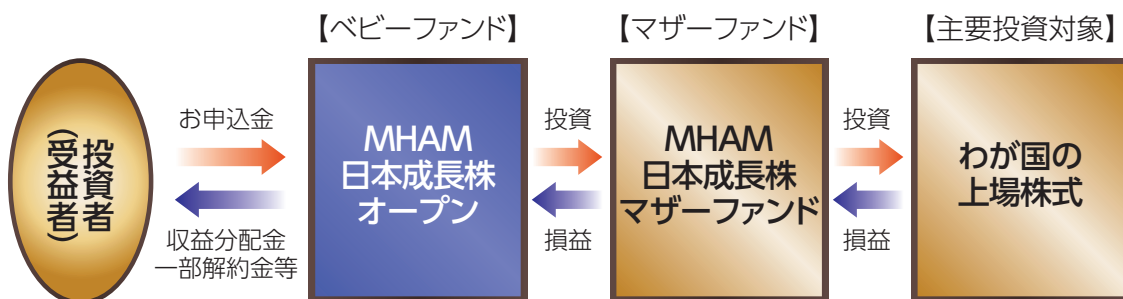 【ベビーファンド】
【マザーファンド】
【主要投資対象】
投資者
(受益者)
お申込金
収益分配金
一部解約金等
MHAM
日本成長株
オープン
投資
損益
MHAM
日本成長株
マザーファンド
投資
損益
わが国の
上場株式